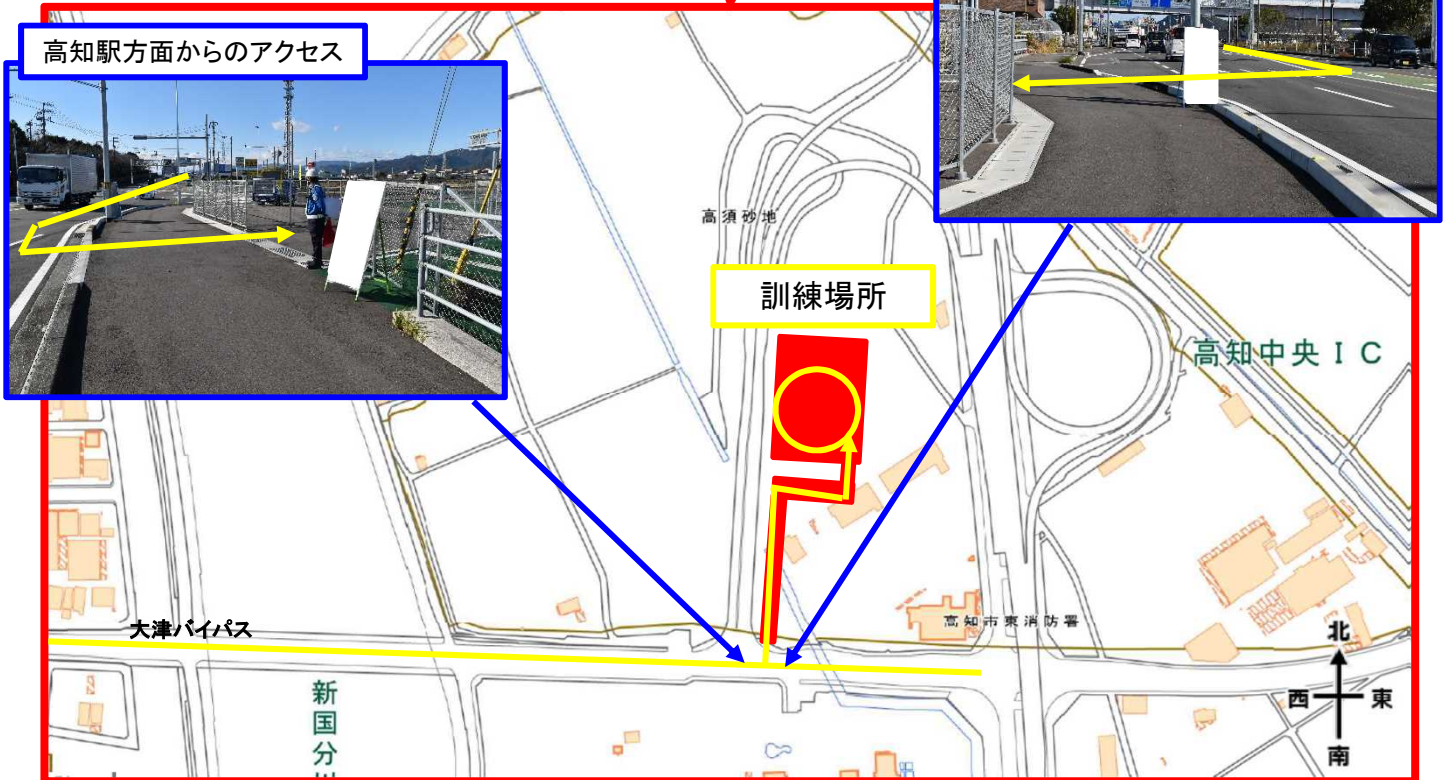 高知駅方面からのアクセス
高須砂地
訓練場所
高知中央IC
大津バイパス
高知市東消防署
新国分川
北
西 東
南